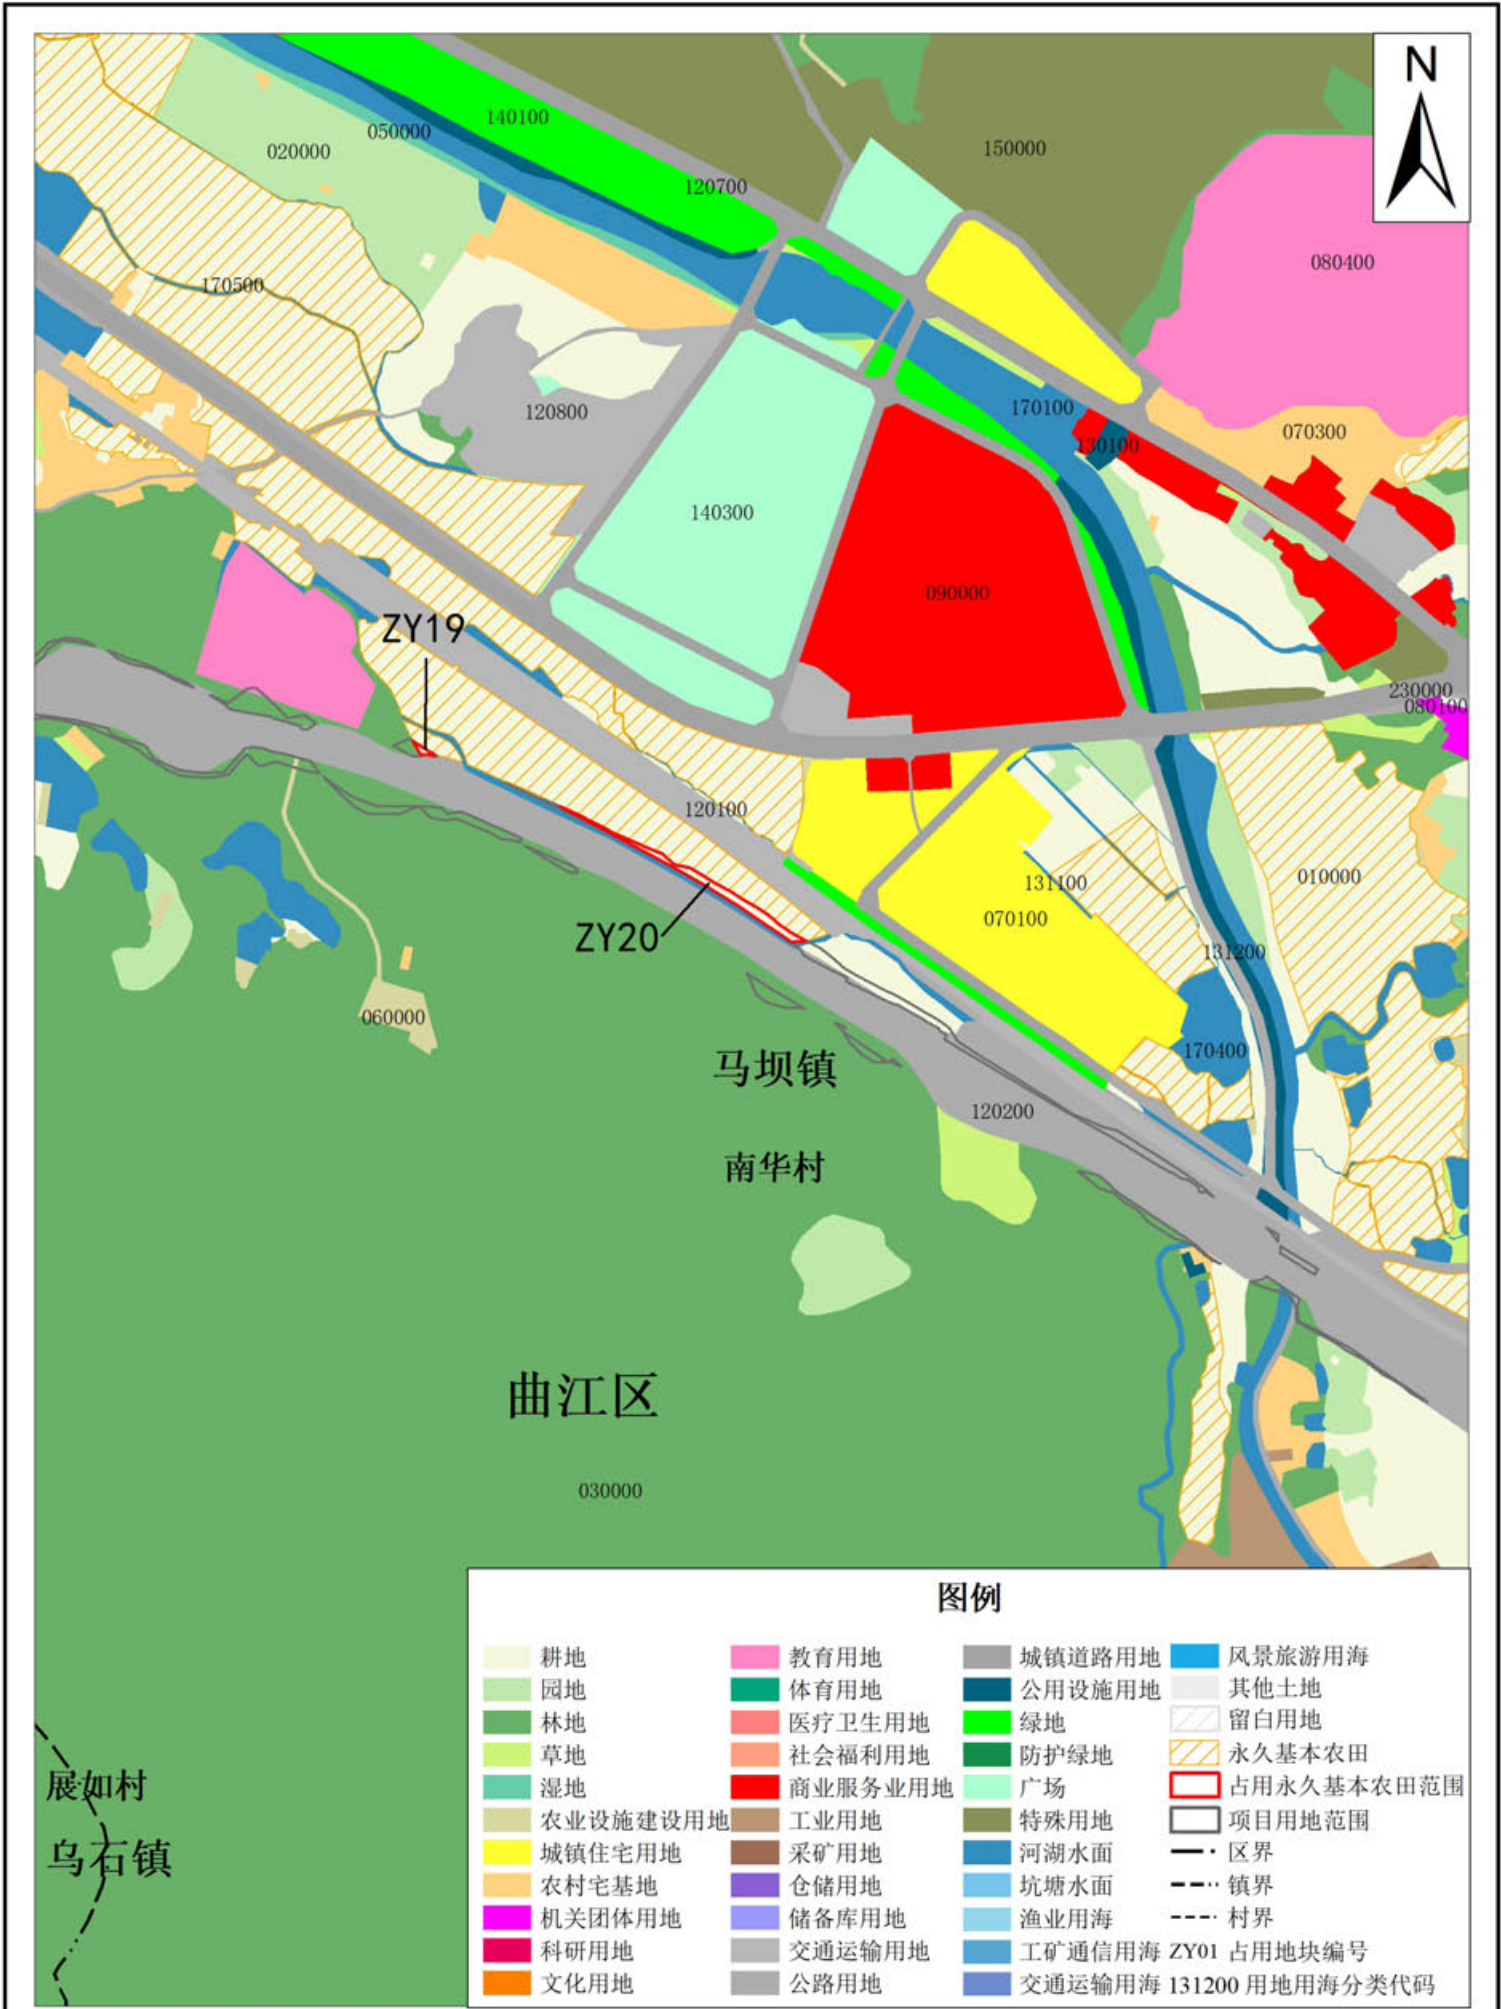 N
140100
050000
020000
150000
120700
080400
170500
120800
170100
130100
070300
140300
090000
ZY19
230000
080100
120100
131100
010000
070100
ZY20
131200
060000
170400
马坝镇
120200
南华村
曲江区
030000
展如村
乌石镇
图例
耕地 教育用地 城镇道路用地 风景旅游用海
园地 体育用地 公用设施用地 其他土地
林地 医疗卫生用地 绿地 留白用地
草地 社会福利用地 防护绿地 永久基本农田
湿地 商业服务业用地 广场 占用永久基本农田范围
农业设施建设用地 工业用地 特殊用地 项目用地范围
城镇住宅用地 采矿用地 河湖水面 区界
农村宅基地 仓储用地 坑塘水面 镇界
机关团体用地 储备库用地 渔业用海 村界
科研用地 交通运输用地 工矿通信用海 ZY01 占用地块编号
文化用地 公路用地 交通运输用海 131200 用地用海分类代码